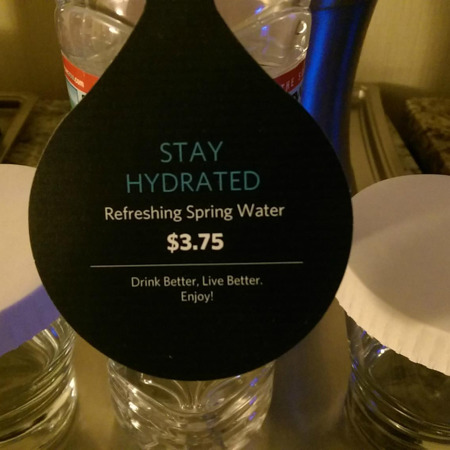 STAY
HYDRATED
Refreshing Spring Water
$3.75
Drink Better, Live Better.
Enjoy!